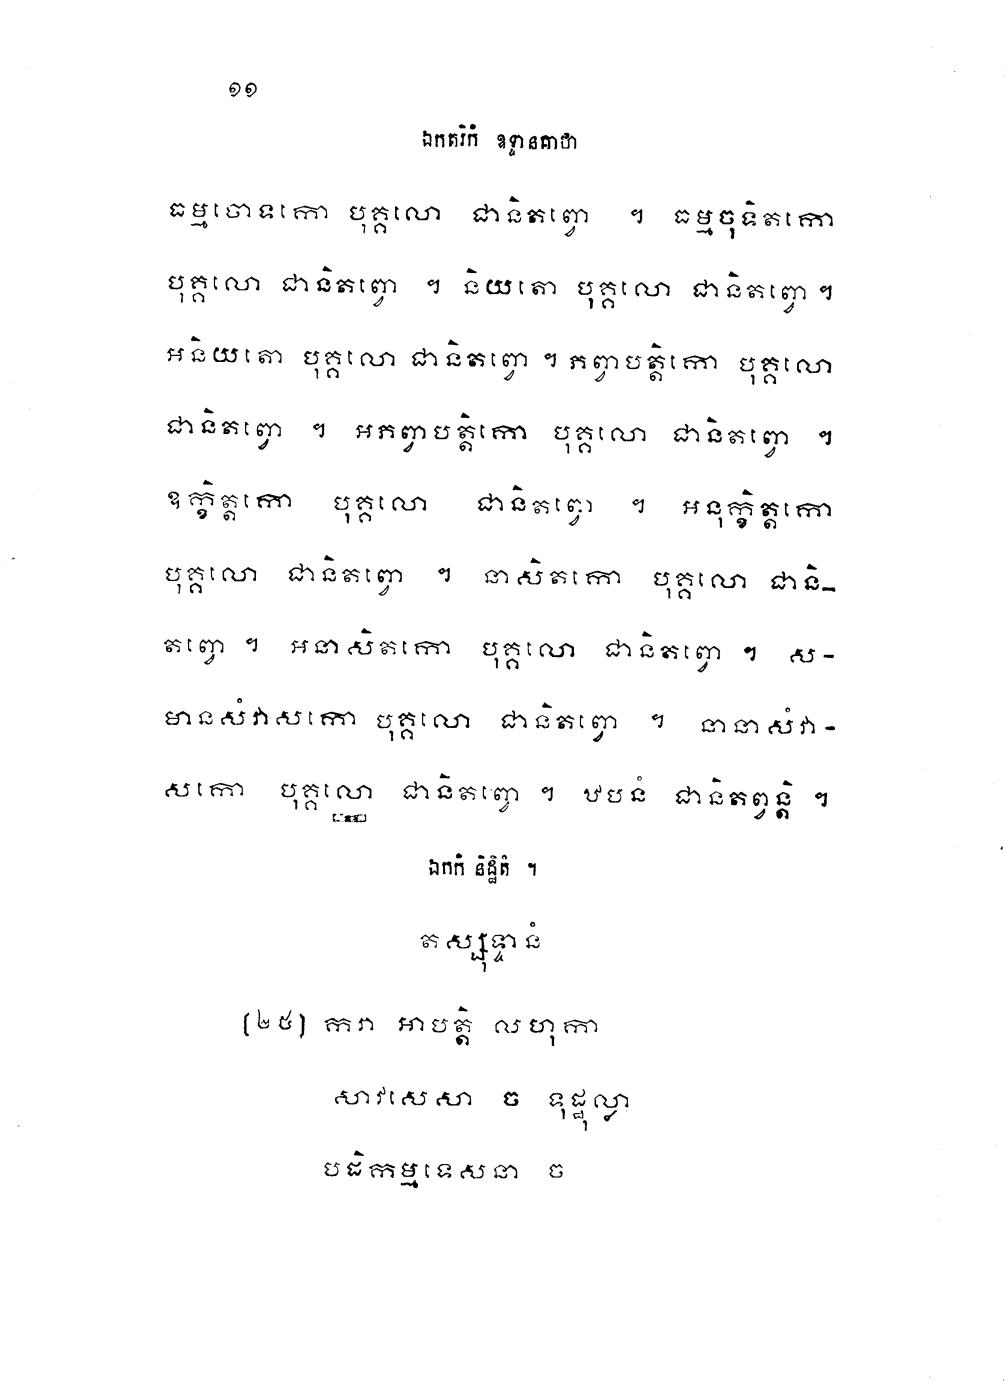 ១១
ឯកតរិកំ ឧទ្ទានគាថា
ធម្មចោទកោ បុគ្គលោ ជានិតព្វោ ។ ធម្មចុទិតកោ
បុគ្គលោ ជានិតព្វោ ។ និយតោ បុគ្គលោ ជានិតព្វោ ។
អនិយតោ បុគ្គលោ ជានិតព្វោ ។ ភព្វាបត្តិកោ បុគ្គលោ
ជានិតព្វោ ។ អភព្វាបត្តិកោ បុគ្គលោ ជានិតព្វោ ។
ឧក្ខិត្តកោ បុគ្គលោ ជានិតព្វោ ។ អនុក្ខិត្តកោ
បុគ្គលោ ជានិតព្វោ ។ នាសិតកោ បុគ្គលោ ជានិ-
តព្វោ ។ អនាសិតកោ បុគ្គលោ ជានិតព្វោ ។ ស-
មានសំវាសកោ បុគ្គលោ ជានិតព្វោ ។ នានាសំវា-
សកោ បុគ្គលោ ជានិតព្វោ ។ ឋបនំ ជានិតព្វន្តិ ។
ឯកកំ និដ្ឋិតំ ។
តស្សុទ្ទានំ
(២៥) ករា អាបត្តិ លហុកា
សាវសេសា ច ទុដ្ឋុល្លា
បដិកម្មទេសនា ច